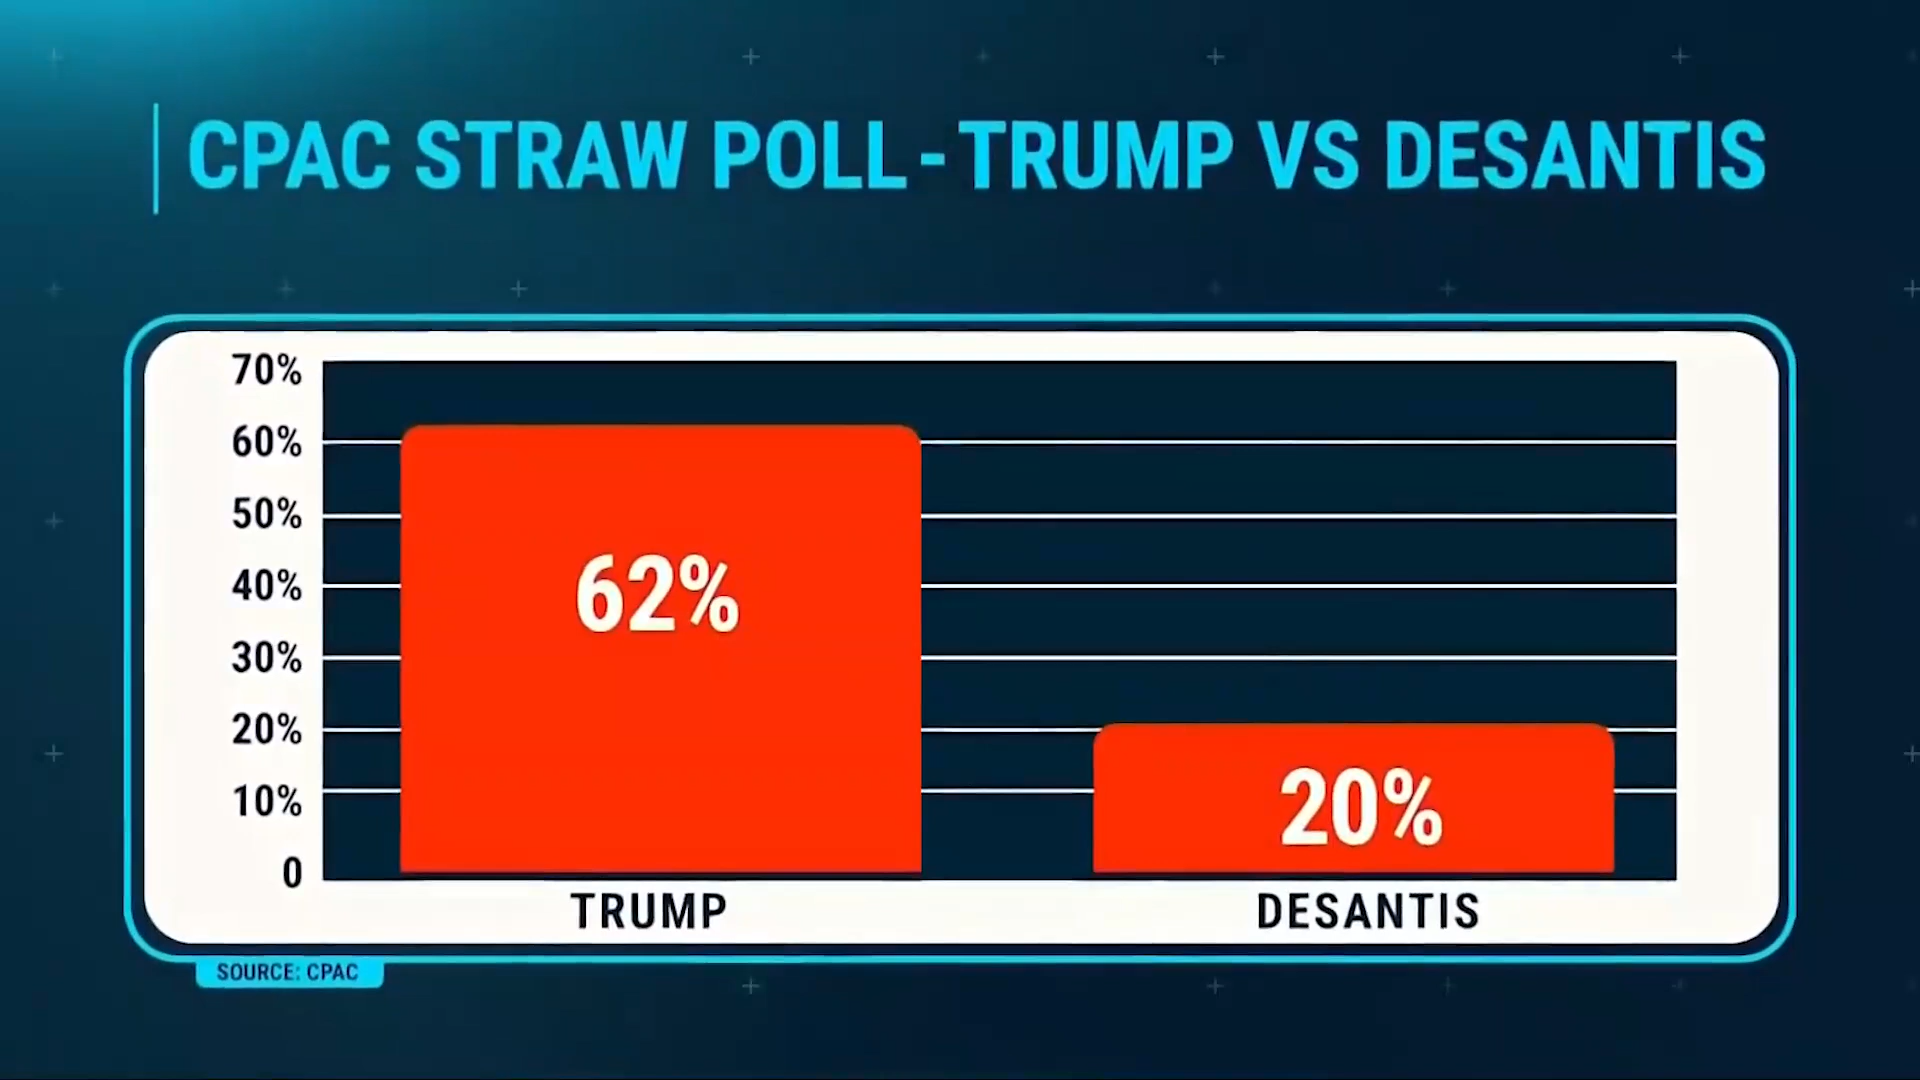 CPAC STRAW POLL - TRUMP VS DESANTIS
70%
60%
50%
40%
30%
20%
10%
0
62%
20%
TRUMP
DESANTIS
SOURCE: CPAC